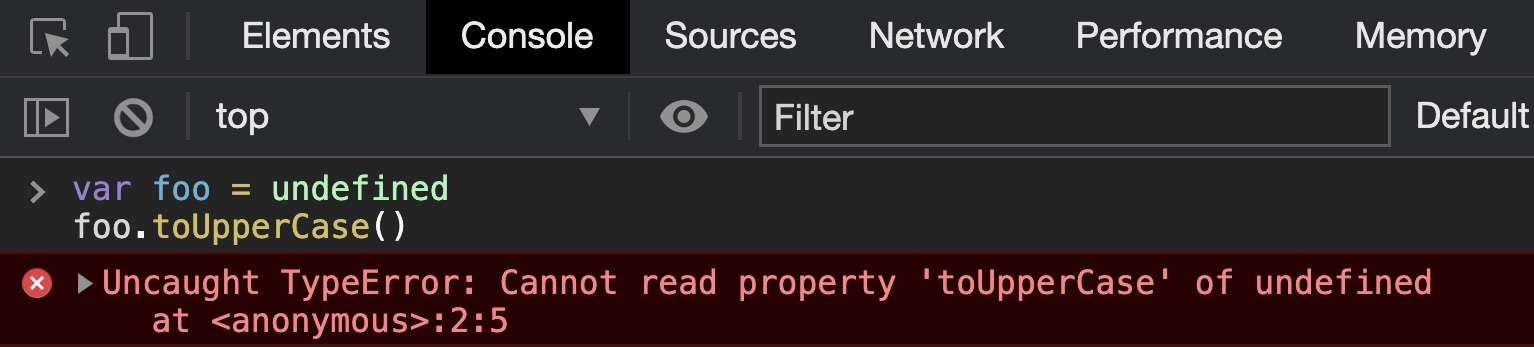 Elements Console Sources Network Performance Memory
top Filter Default
var foo = undefined
foo.toUpperCase()
Uncaught TypeError: Cannot read property 'toUpperCase' of undefined
at <anonymous>:2:5